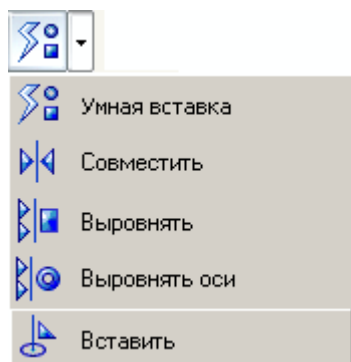 Умная вставка
Совместить
Выровнять
Выровнять оси
Вставить